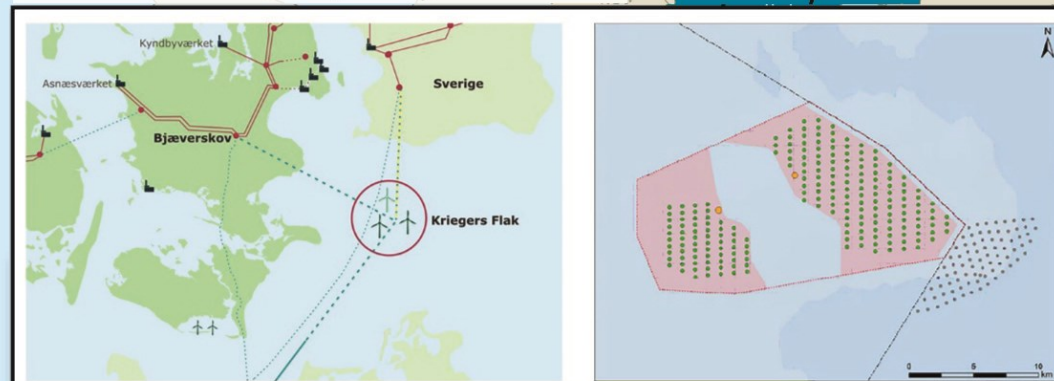 Kyndbyværket
Asnæsværket
Sverige
Bjæverskov
Kriegers Flak
N
0
5
10
km